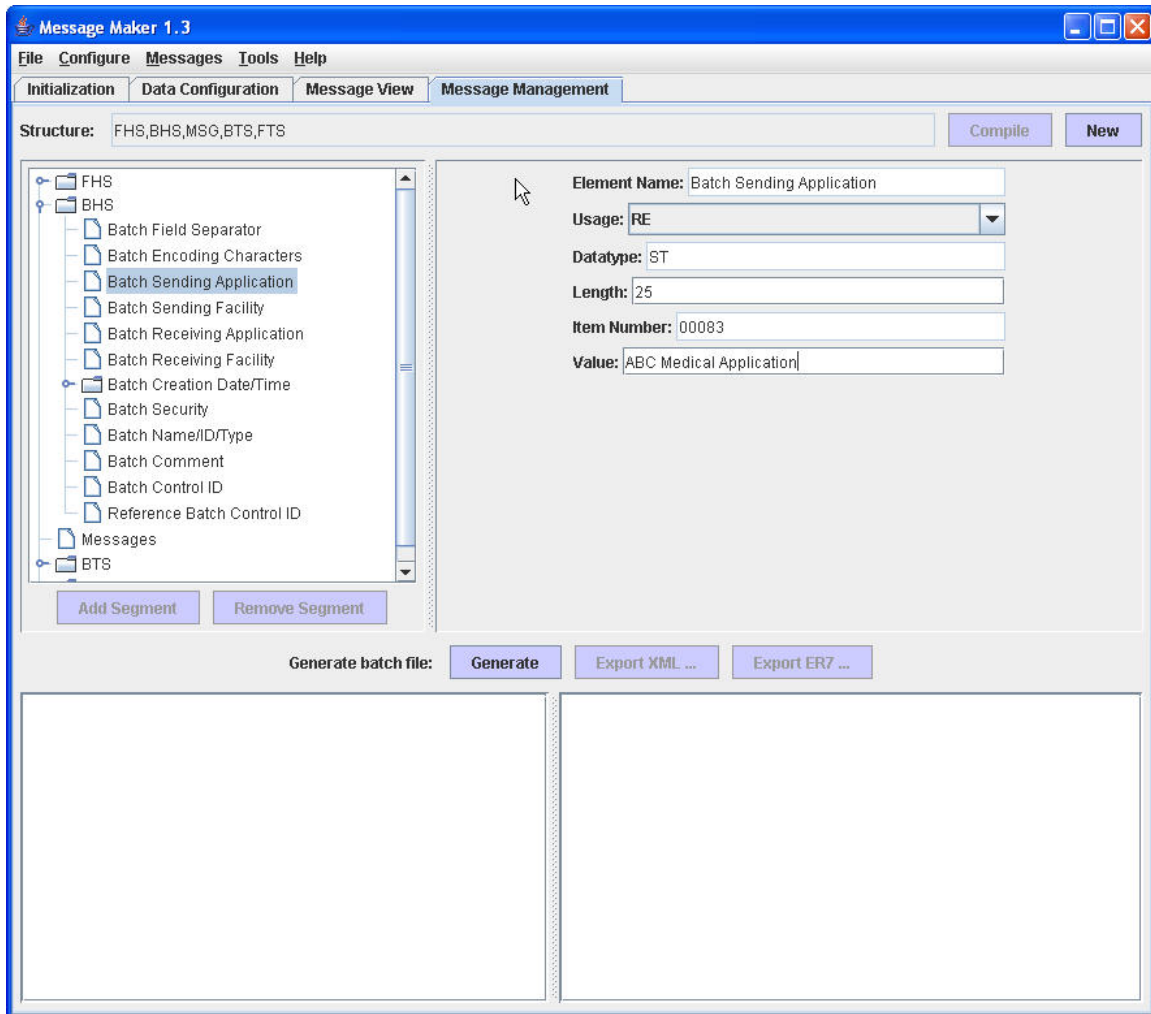 Message Maker 1.3
File Configure Messages Tools Help
Initialization Data Configuration Message View Message Management
Structure: FHS,BHS,MSG,BTS,FTS Compile New
FHS
BHS
Batch Field Separator
Batch Encoding Characters
Batch Sending Application
Batch Sending Facility
Batch Receiving Application
Batch Receiving Facility
Batch Creation Date/Time
Batch Security
Batch Name/ID/Type
Batch Comment
Batch Control ID
Reference Batch Control ID
Messages
BTS
Add Segment Remove Segment
Element Name: Batch Sending Application
Usage: RE
Datatype: ST
Length: 25
Item Number: 00083
Value: ABC Medical Application
Generate batch file: Generate Export XML ... Export ER7 ...